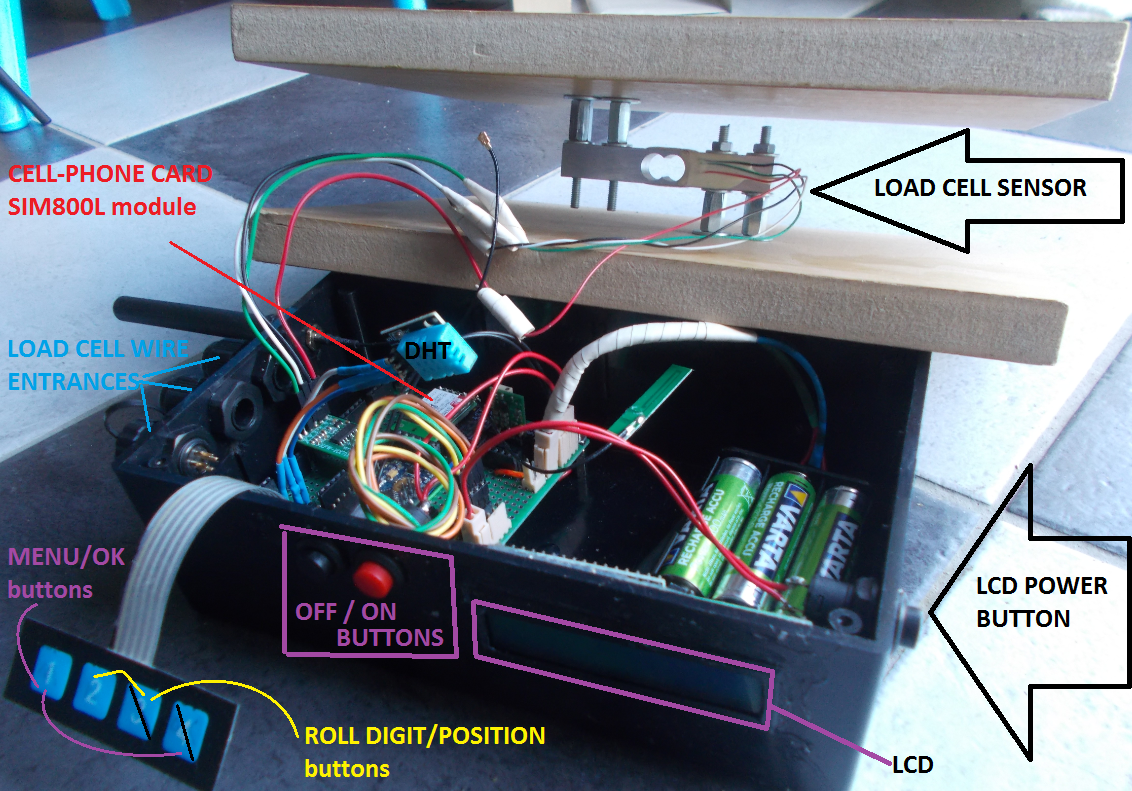 CELL-PHONE CARD
SIM800L module
LOAD CELL SENSOR
LOAD CELL WIRE
ENTRANCES
DHT
RECHARGE ACCU
VARTA
RECHARGE ACCU
VARTA
MENU/OK
buttons
OFF / ON
BUTTONS
LCD POWER
BUTTON
1
2
3
4
ROLL DIGIT/POSITION
buttons
LCD